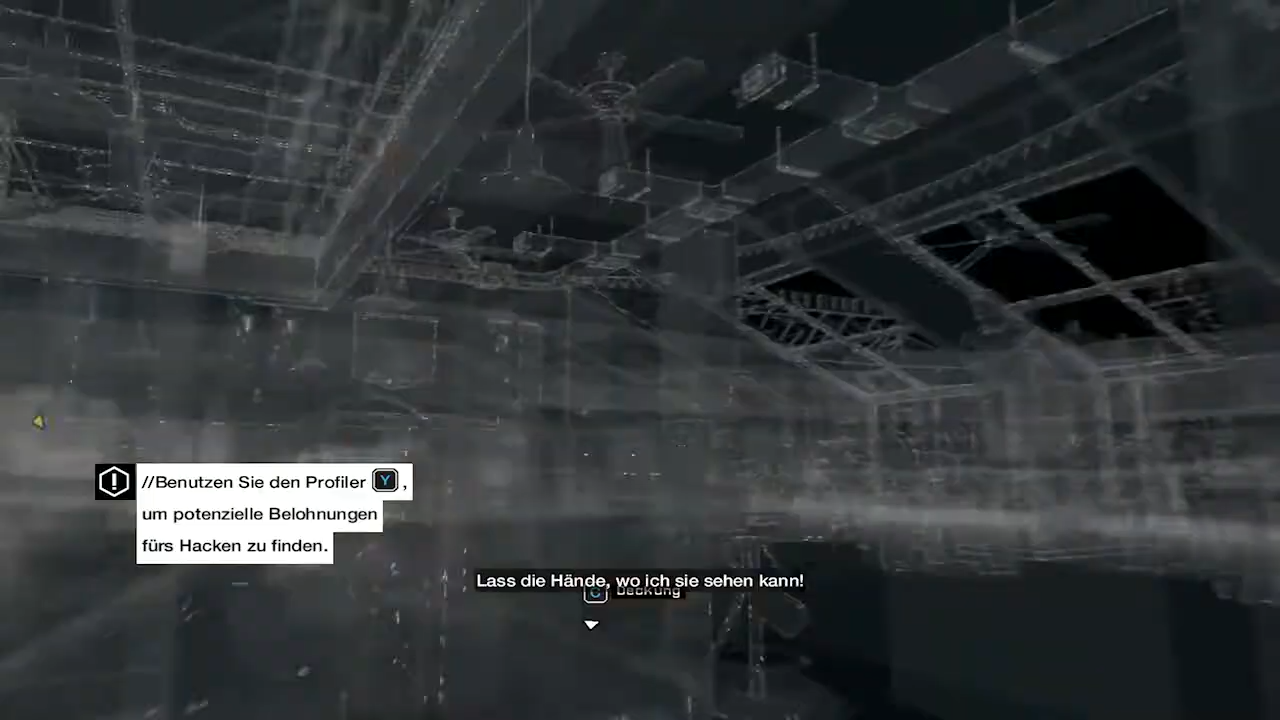 //Benutzen Sie den Profiler Y,
um potenzielle Belohnungen
fürs Hacken zu finden.
Lass die Hände, wo ich sie sehen kann!
C Deckung